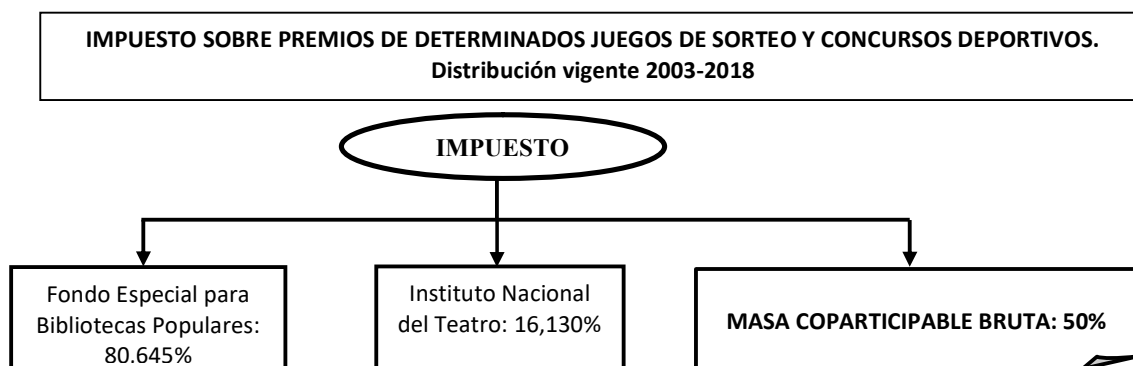 IMPUESTO SOBRE PREMIOS DE DETERMINADOS JUEGOS DE SORTEO Y CONCURSOS DEPORTIVOS.
Distribución vigente 2003-2018
IMPUESTO
Fondo Especial para
Bibliotecas Populares:
80.645%
Instituto Nacional
del Teatro: 16,130%
MASA COPARTICIPABLE BRUTA: 50%